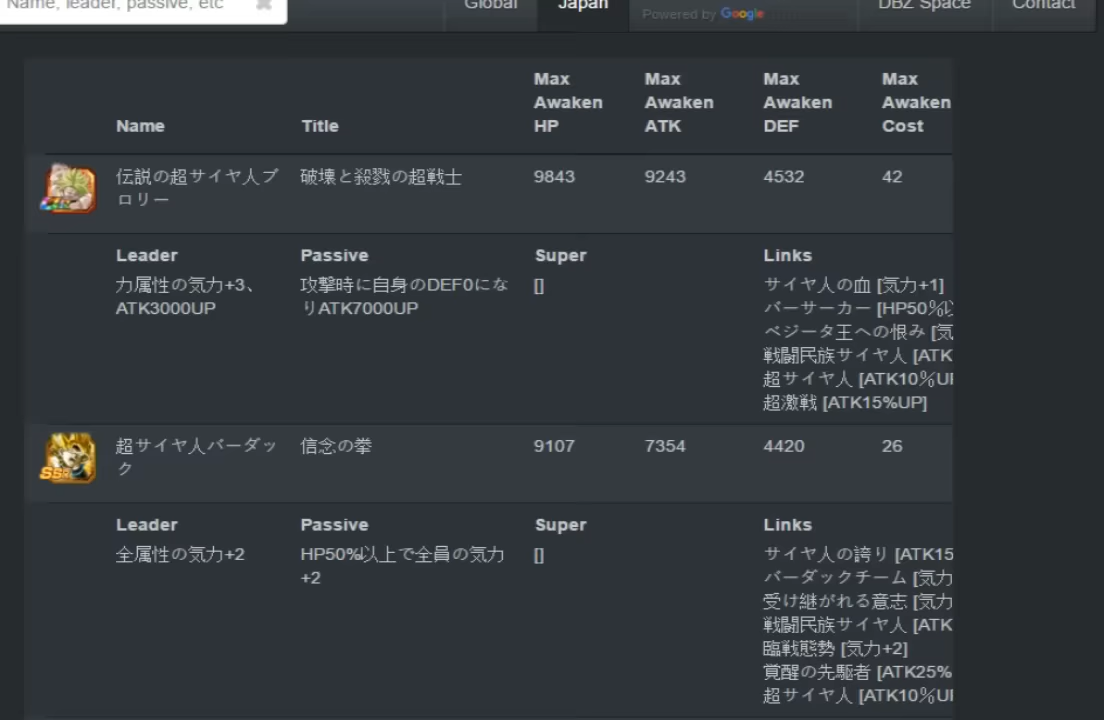 Name, leader, passive, etc
Global
Japan
Powered by Google
DBZ Space
Contact
Max Awaken HP
Max Awaken ATK
Max Awaken DEF
Max Awaken Cost
Name
Title
伝説の超サイヤ人ブ
ロリー
破壊と殺戮の超戦士
9843
9243
4532
42
Leader
Passive
Super
Links
力属性の気力+3、
ATK3000UP
攻撃時に自身のDEF0にな
りATK7000UP
[]
サイヤ人の血 [気力+1]
バーサーカー [HP50%以
ベジータ王への恨み [気
戦闘民族サイヤ人 [ATK
超サイヤ人 [ATK10%UP
超激戦 [ATK15%UP]
超サイヤ人バーダッ
ク
信念の拳
9107
7354
4420
26
Leader
Passive
Super
Links
全属性の気力+2
HP50%以上で全員の気力
+2
[]
サイヤ人の誇り [ATK15
バーダックチーム [気力
受け継がれる意志 [気力
戦闘民族サイヤ人 [ATK
臨戦態勢 [気力+2]
覚醒の先駆者 [ATK25%
超サイヤ人 [ATK10%UP
SSR